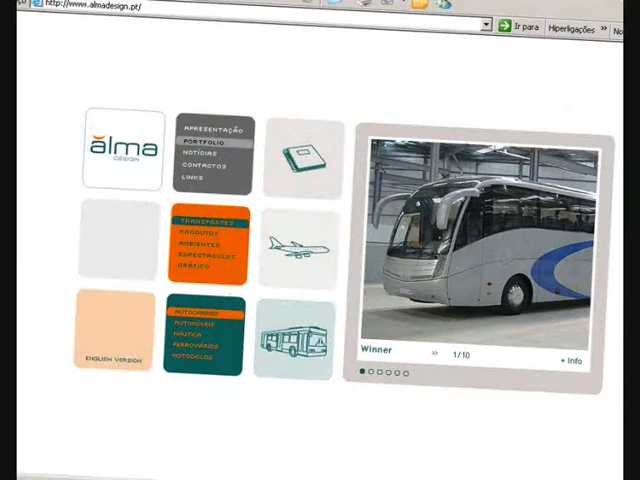 http://www.almadesign.pt/
Ir para
Hiperligações »
No
alma
DESIGN
APRESENTAÇÃO
PORTFOLIO
NOTÍCIAS
CONTACTOS
LINKS
TRANSPORTES
PRODUTOS
AMBIENTES
ESPECTÁCULOS
GRÁFICO
ENGLISH VERSION
AUTOCARROS
AUTOMÓVEIS
NÁUTICA
FERROVIÁRIOS
MOTOCICLOS
Winner » 1/10
+ Info